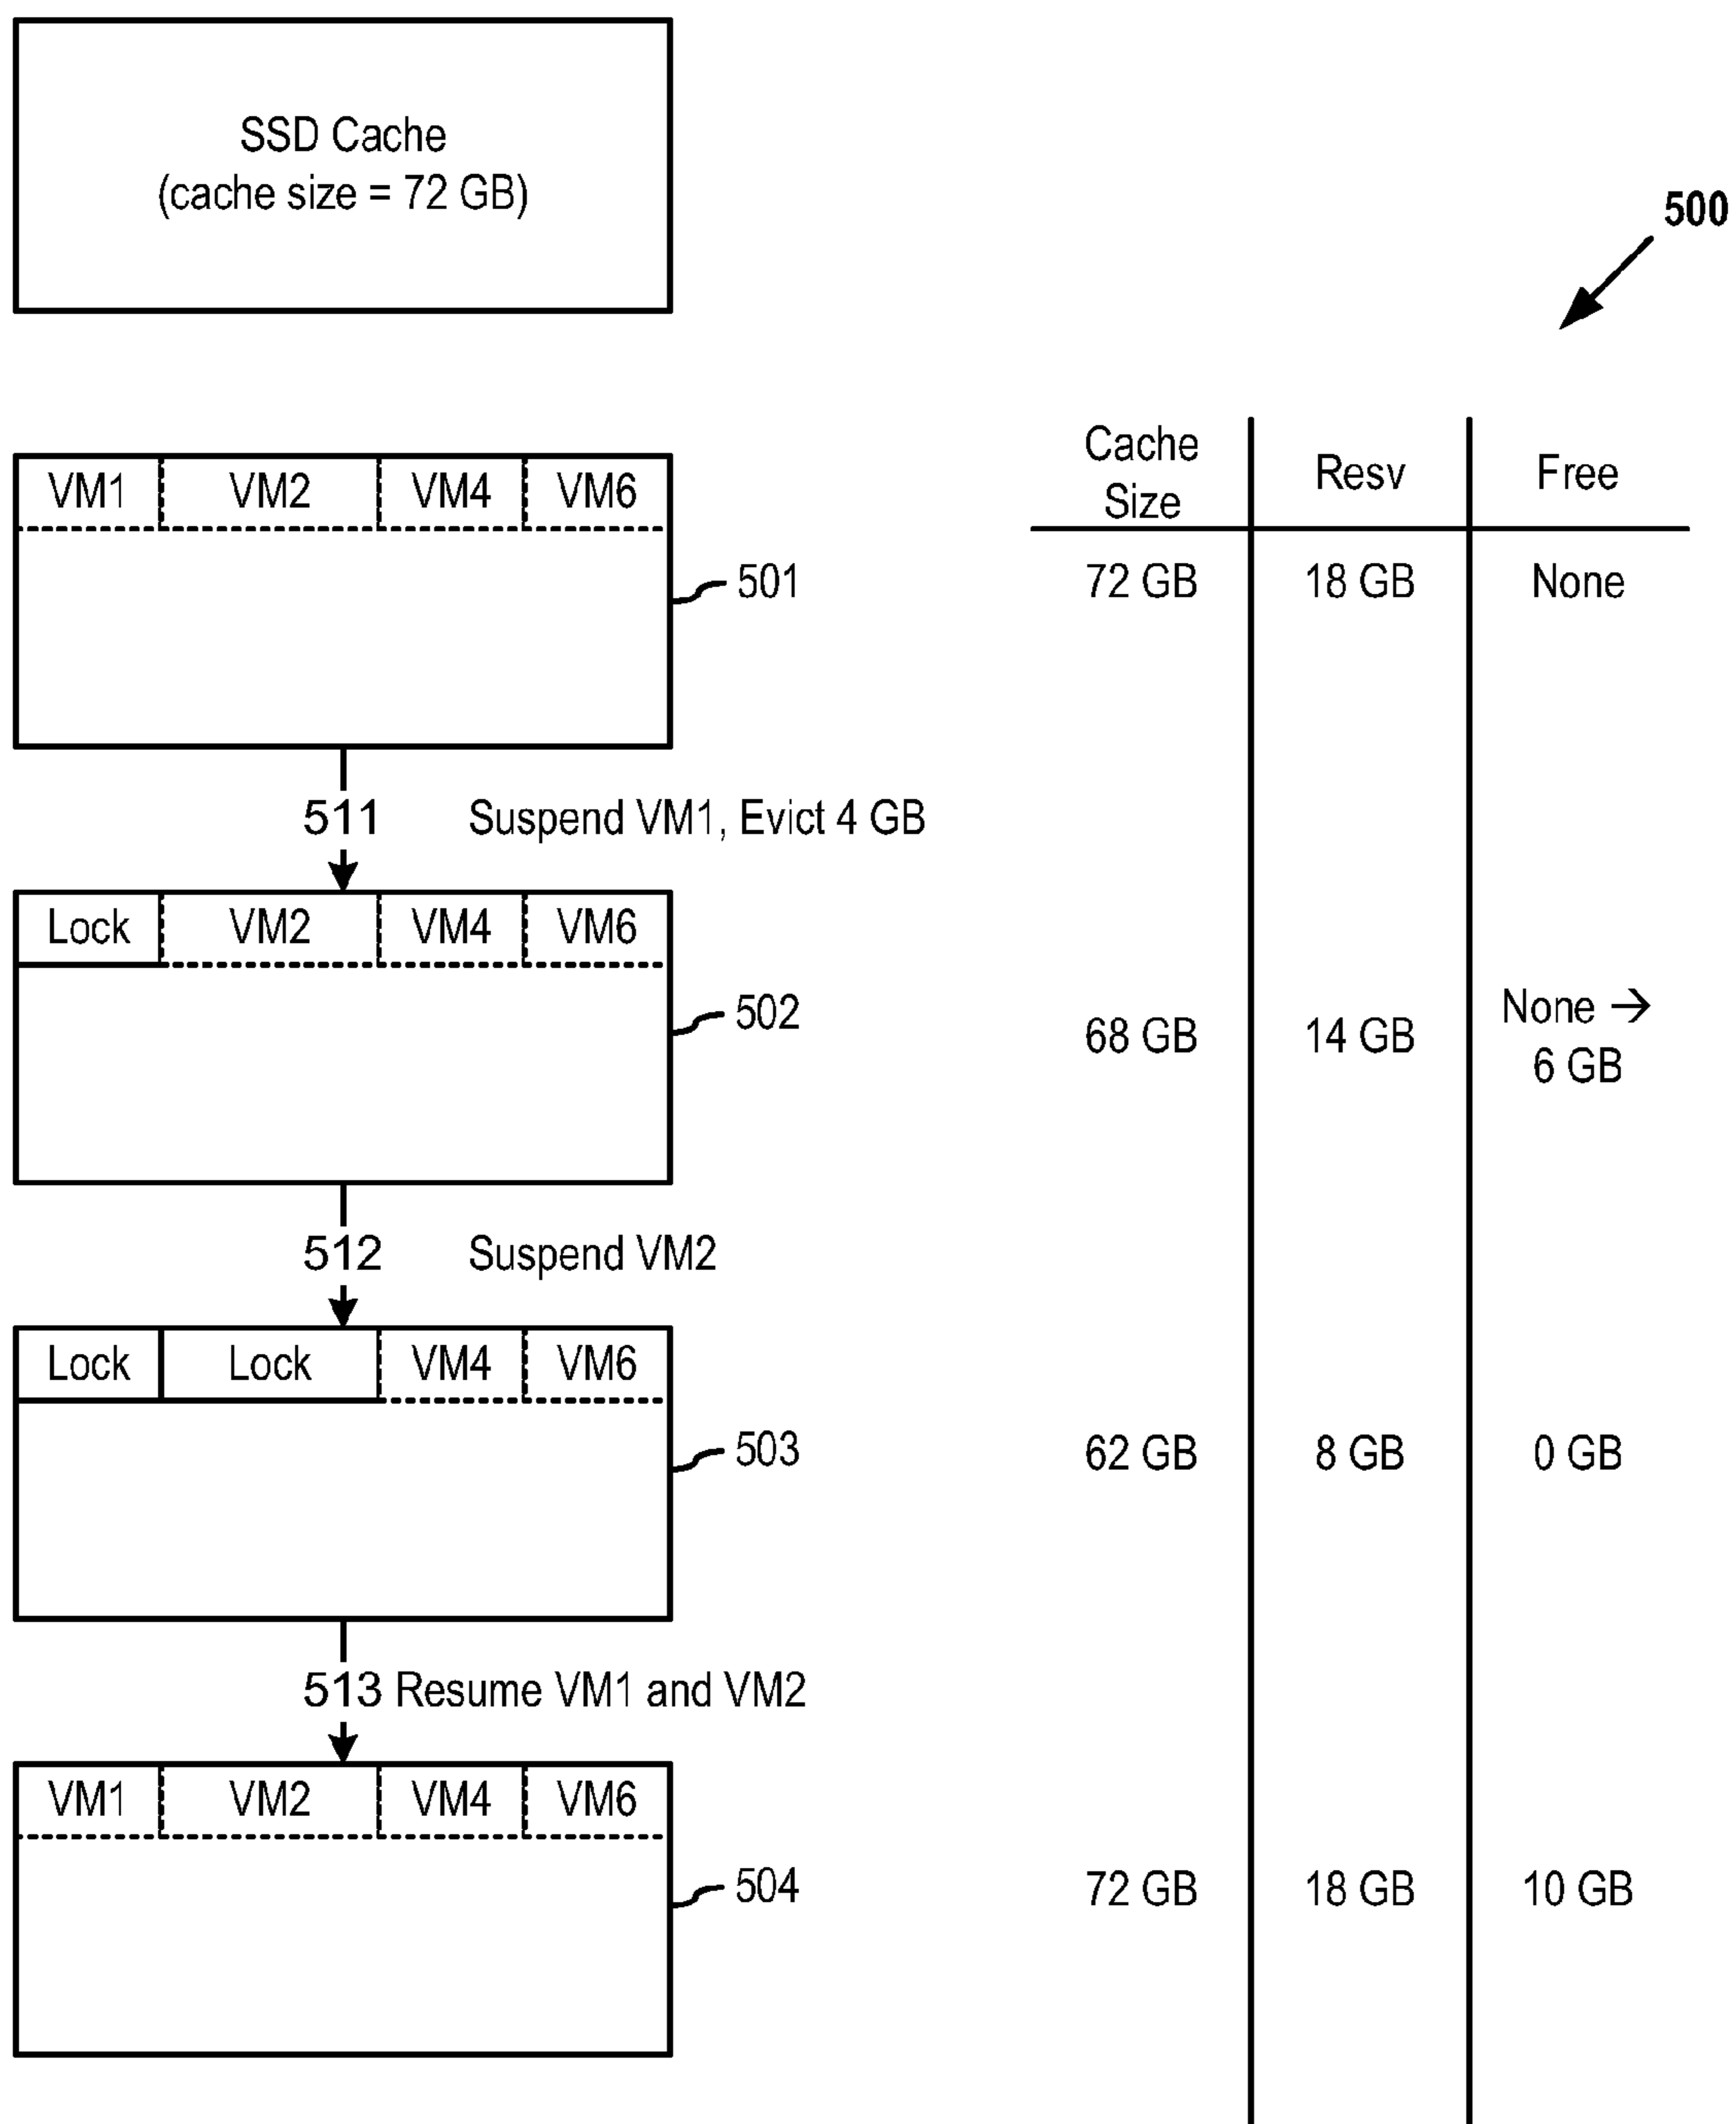 SSD Cache
(cache size = 72 GB)
500
Cache
Size
Resv
Free
VM1 VM2 VM4 VM6
501
72 GB 18 GB None
511 Suspend VM1, Evict 4 GB
Lock VM2 VM4 VM6
502
68 GB 14 GB
None →
6 GB
512 Suspend VM2
Lock Lock VM4 VM6
503
62 GB 8 GB 0 GB
513 Resume VM1 and VM2
VM1 VM2 VM4 VM6
504
72 GB 18 GB 10 GB